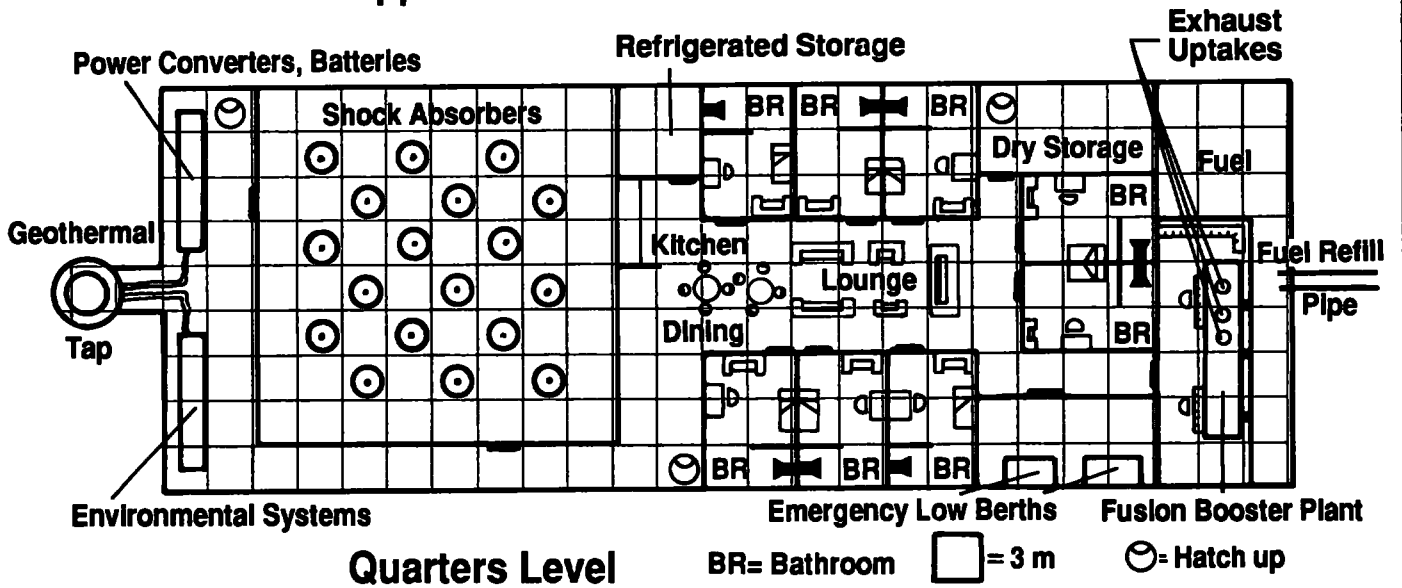 Exhaust
Uptakes
Refrigerated Storage
Power Converters, Batteries
Shock Absorbers
BR
BR
BR
Dry Storage
Fuel
BR
Geothermal
Kitchen
Lounge
Fuel Refill
Pipe
Tap
Dining
BR
BR
BR
BR
Environmental Systems
Emergency Low Berths
Fusion Booster Plant
Quarters Level
BR= Bathroom
= 3 m
= Hatch up